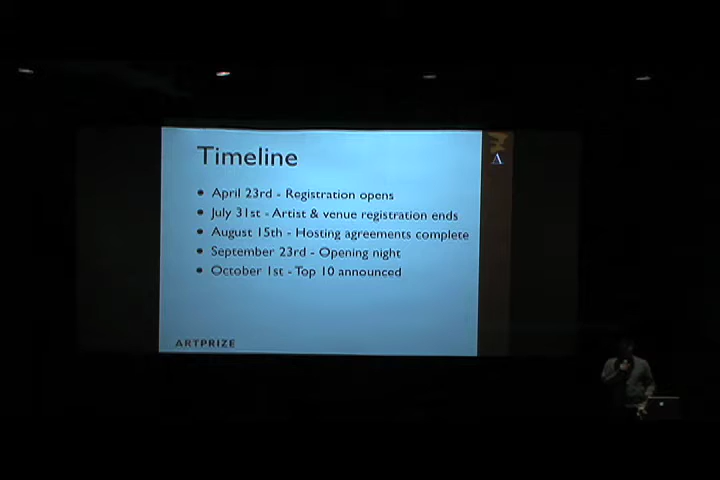 Timeline
• April 23rd - Registration opens
• July 31st - Artist & venue registration ends
• August 15th - Hosting agreements complete
• September 23rd - Opening night
• October 1st - Top 10 announced
ARTPRIZE
A